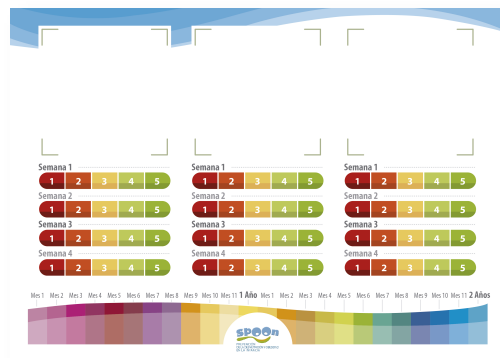 Semana 1 Semana 1 Semana 1
1 2 3 4 5 1 2 3 4 5 1 2 3 4 5
Semana 2 Semana 2 Semana 2
1 2 3 4 5 1 2 3 4 5 1 2 3 4 5
Semana 3 Semana 3 Semana 3
1 2 3 4 5 1 2 3 4 5 1 2 3 4 5
Semana 4 Semana 4 Semana 4
1 2 3 4 5 1 2 3 4 5 1 2 3 4 5
Mes 1 Mes 2 Mes 3 Mes 4 Mes 5 Mes 6 Mes 7 Mes 8 Mes 9 Mes 10 Mes 11 1 Año Mes 1 Mes 2 Mes 3 Mes 4 Mes 5 Mes 6 Mes 7 Mes 8 Mes 9 Mes 10 Mes 11 2 Años
SPOOn